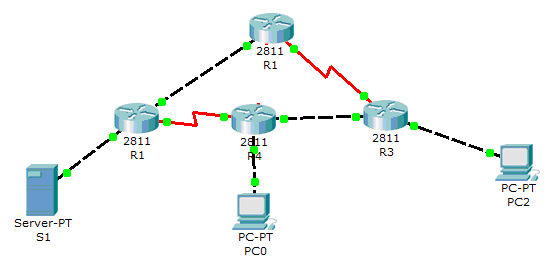 2811
R1
2811
R1
2811
R4
2811
R3
Server-PT
S1
PC-PT
PC0
PC-PT
PC2